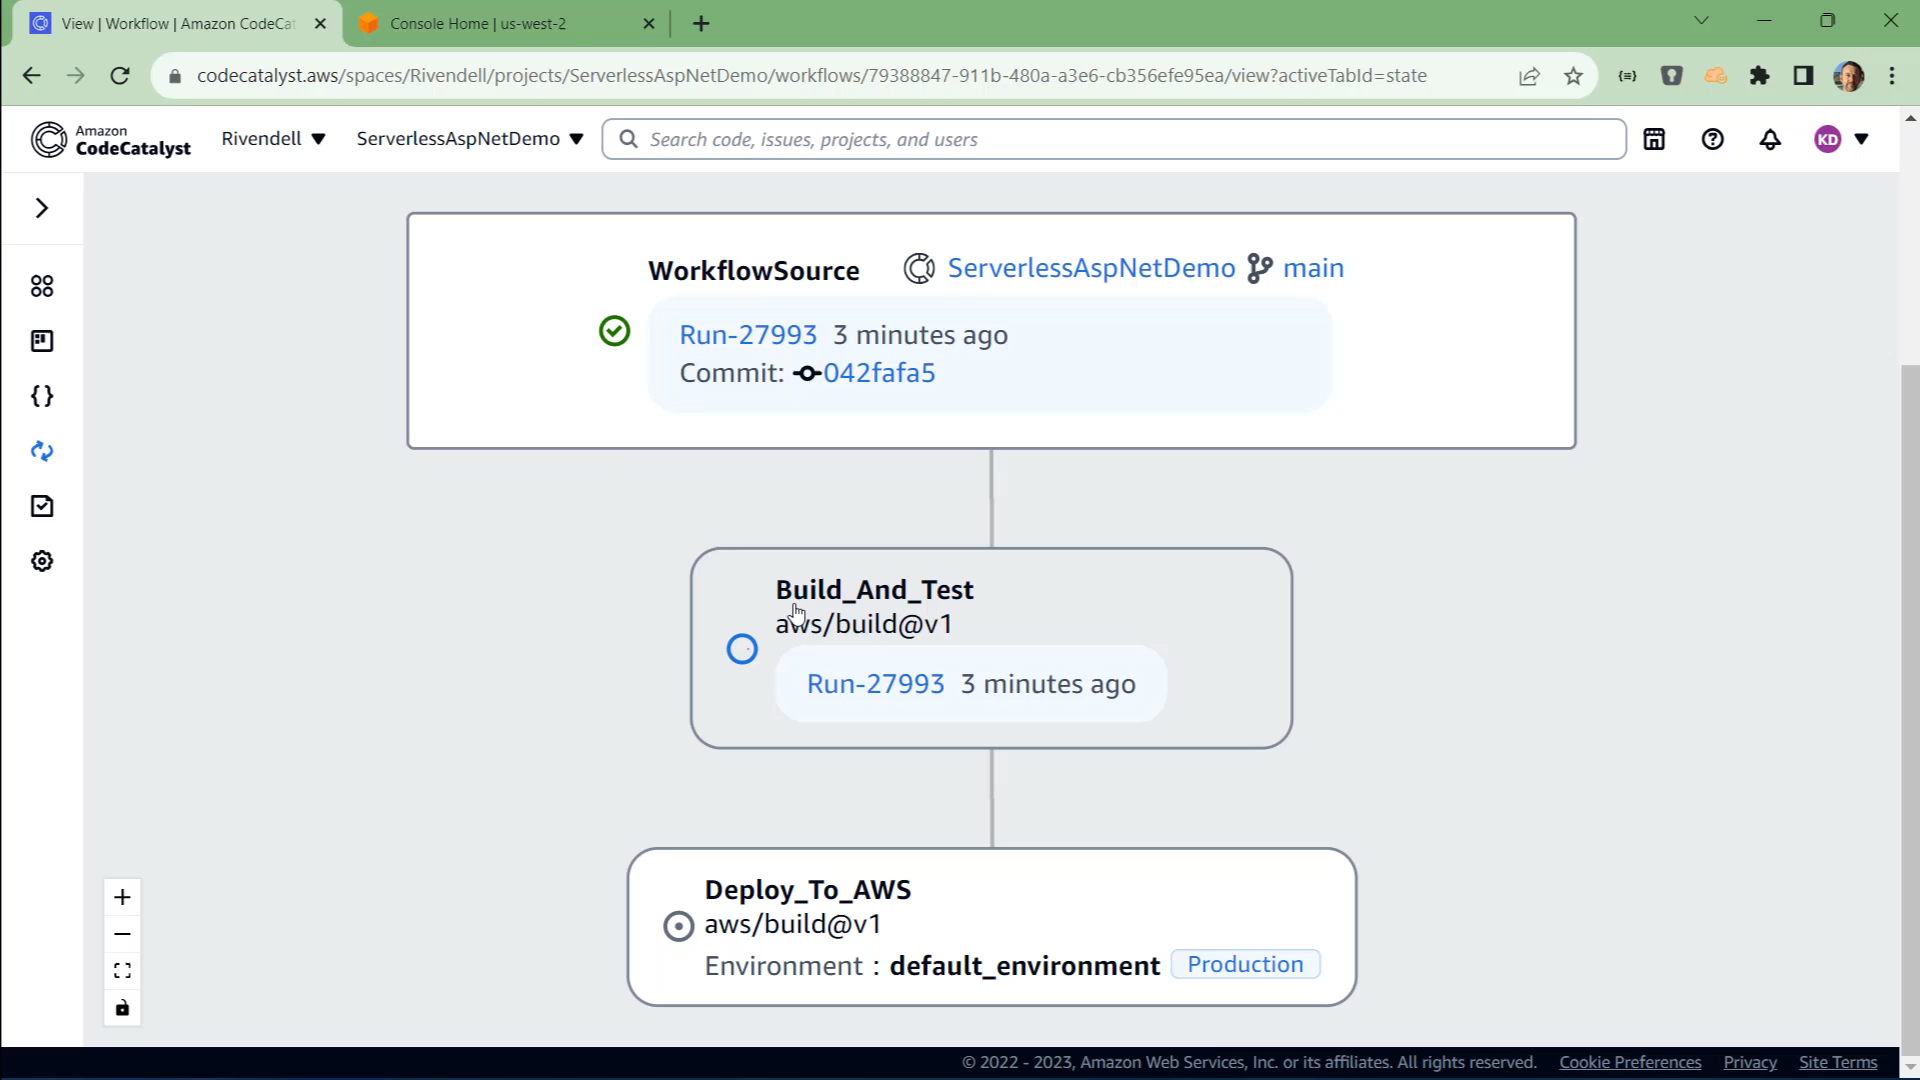 View | Workflow | Amazon CodeCat
Console Home | us-west-2
codecatalyst.aws/spaces/Rivendell/projects/ServerlessAspNetDemo/workflows/79388847-911b-480a-a3e6-cb356efe95ea/view?activeTabId=state
Amazon
CodeCatalyst
Rivendell
ServerlessAspNetDemo
Search code, issues, projects, and users
KD
WorkflowSource
ServerlessAspNetDemo
main
Run-27993 3 minutes ago
Commit: 042fafa5
Build_And_Test
aws/build@v1
Run-27993 3 minutes ago
Deploy_To_AWS
aws/build@v1
Environment : default_environment Production
© 2022 - 2023, Amazon Web Services, Inc. or its affiliates. All rights reserved. Cookie Preferences Privacy Site Terms